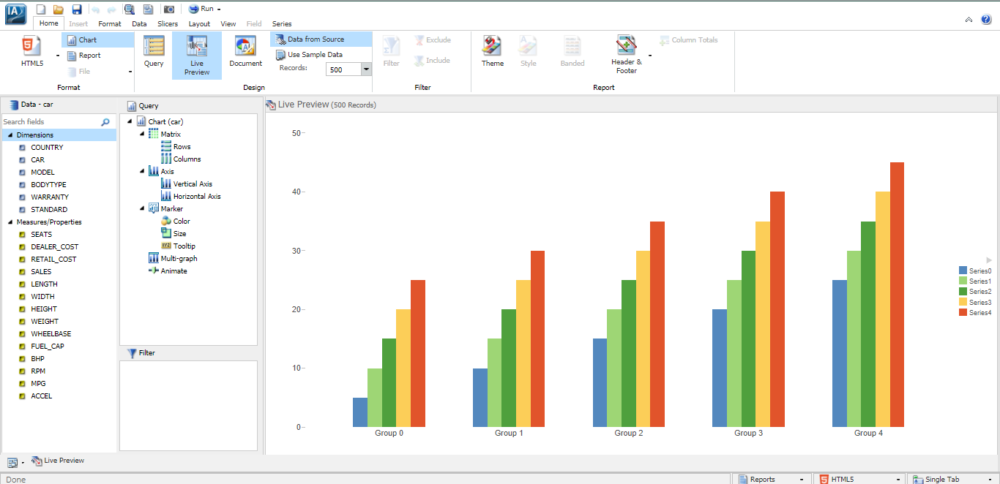 IA
Run
Home Insert Format Data Slicers Layout View Field Series
HTML5
Chart
Report
File
Format
Query
Live Preview
Document
Data from Source
Use Sample Data
Records: 500
Design
Filter
Exclude
Include
Filter
Theme
Style
Banded
Header & Footer
Column Totals
Report
Data - car
Search fields
Dimensions
COUNTRY
CAR
MODEL
BODYTYPE
WARRANTY
STANDARD
Measures/Properties
SEATS
DEALER_COST
RETAIL_COST
SALES
LENGTH
WIDTH
HEIGHT
WEIGHT
WHEELBASE
FUEL_CAP
BHP
RPM
MPG
ACCEL
Query
Chart (car)
Matrix
Rows
Columns
Axis
Vertical Axis
Horizontal Axis
Marker
Color
Size
Tooltip
Multi-graph
Animate
Filter
Live Preview (500 Records)
50
40
30
20
10
0
Group 0 Group 1 Group 2 Group 3 Group 4
Series0
Series1
Series2
Series3
Series4
Live Preview
Done
Reports
HTML5
Single Tab